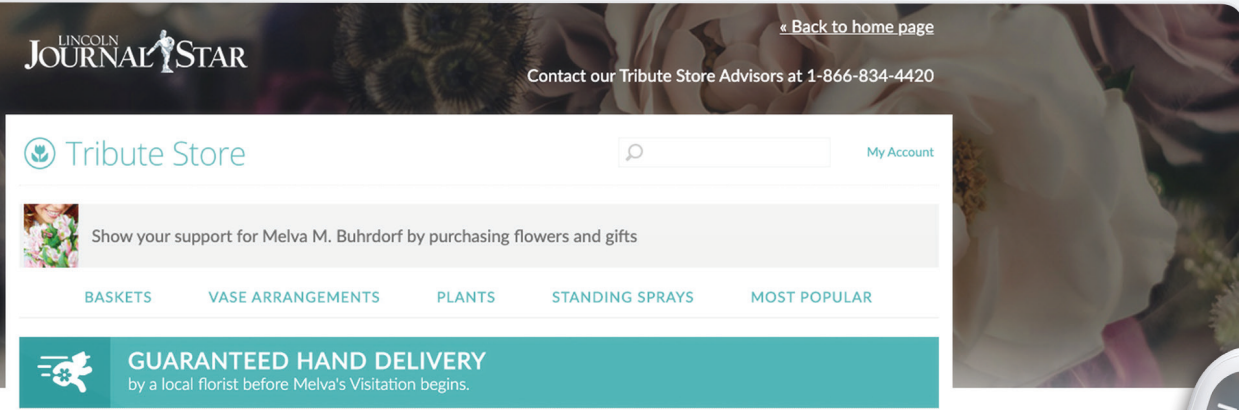 LINCOLN
JOURNAL STAR
« Back to home page
Contact our Tribute Store Advisors at 1-866-834-4420
Tribute Store
My Account
Show your support for Melva M. Buhrdorf by purchasing flowers and gifts
BASKETS VASE ARRANGEMENTS PLANTS STANDING SPRAYS MOST POPULAR
GUARANTEED HAND DELIVERY
by a local florist before Melva's Visitation begins.